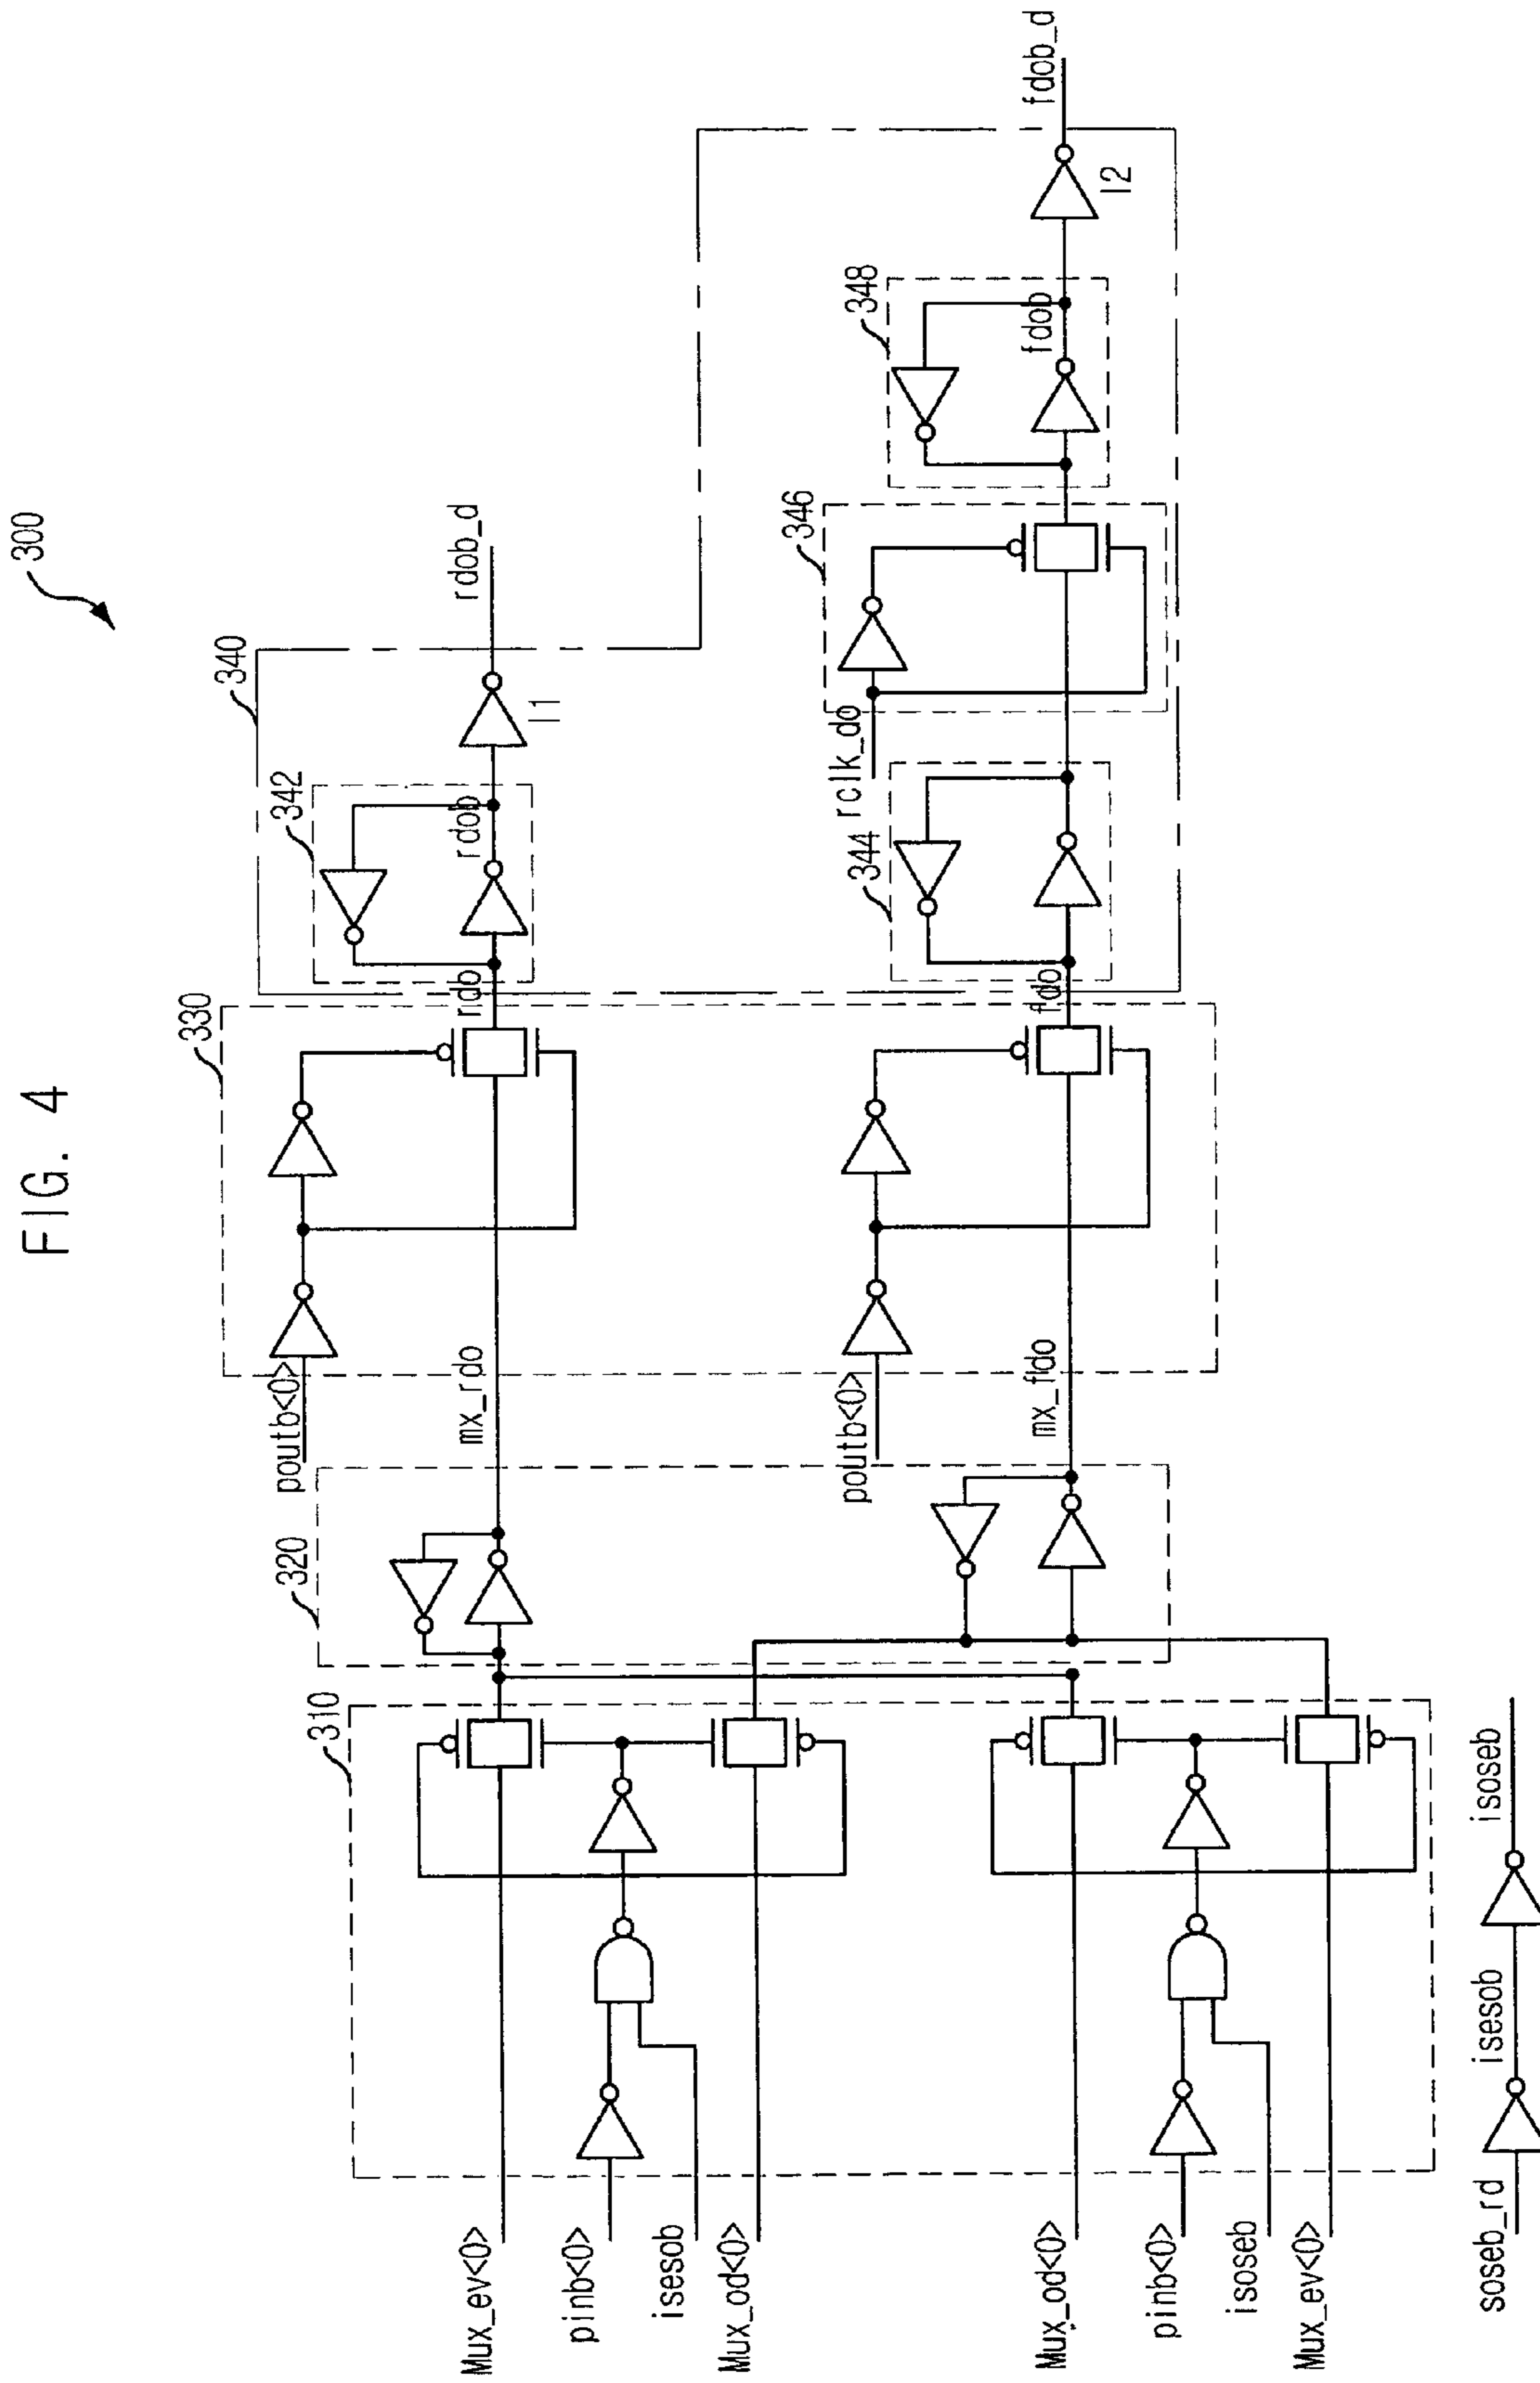 FIG. 4
300
310
320
330
340
342
344
346
348
Mux_ev<0>
pinb<0>
isesob
Mux_od<0>
Mux_od<0>
pinb<0>
isoseb
Mux_ev<0>
soseb_rd
isesob
isoseb
poutb<0>
mx_rdo
rdo
rdob
I1
rdob_d
poutb<0>
mx_fdo
fdo
rclk_do
fdob
I2
fdob_d